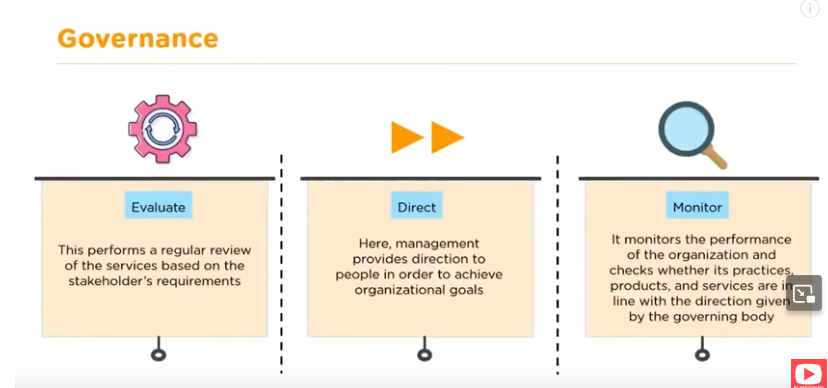 Governance
Evaluate
This performs a regular review
of the services based on the
stakeholder's requirements
Direct
Here, management
provides direction to
people in order to achieve
organizational goals
Monitor
It monitors the performance
of the organization and
checks whether its practices,
products, and services are in
line with the direction given
by the governing body